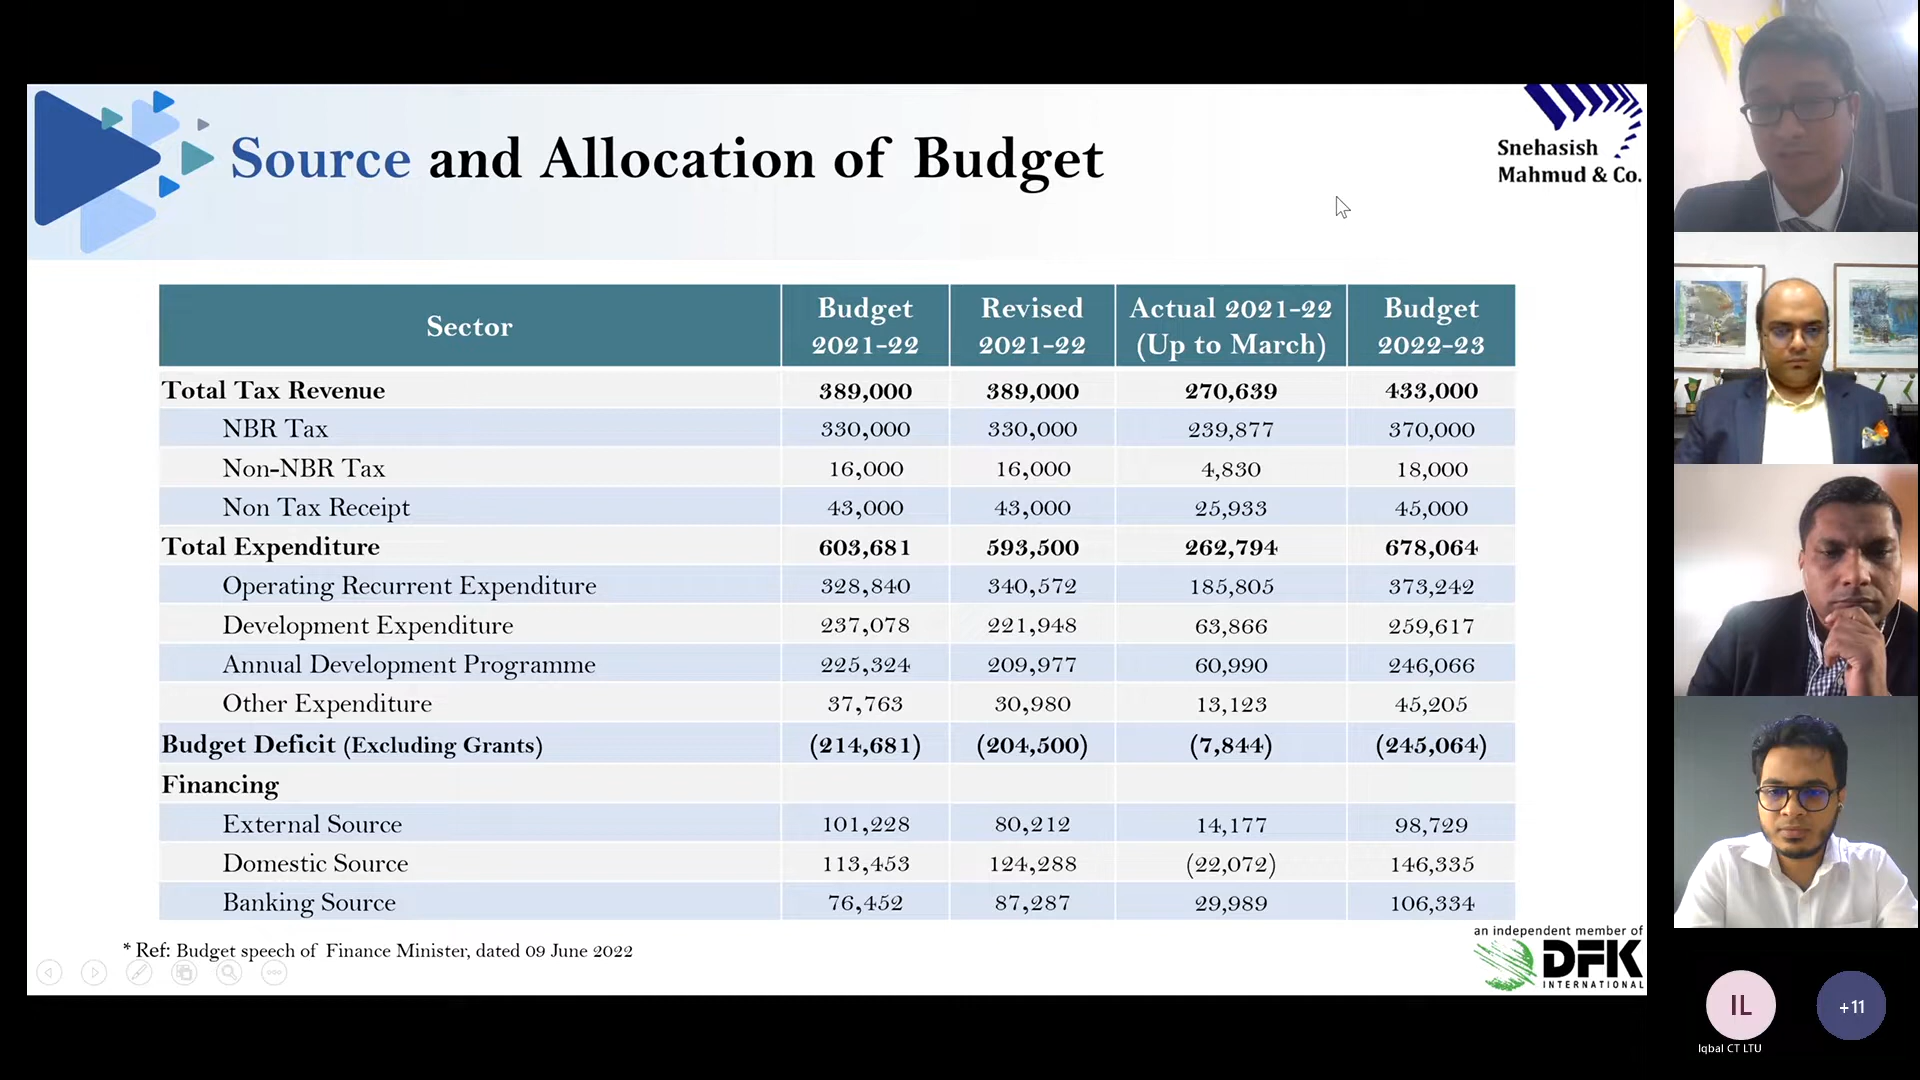 Source and Allocation of Budget
Snehasish
Mahmud & Co.
Sector Budget 2021-22 Revised 2021-22 Actual 2021-22 (Up to March) Budget 2022-23
Total Tax Revenue 389,000 389,000 270,639 433,000
NBR Tax 330,000 330,000 239,877 370,000
Non-NBR Tax 16,000 16,000 4,830 18,000
Non Tax Receipt 43,000 43,000 25,933 45,000
Total Expenditure 603,681 593,500 262,794 678,064
Operating Recurrent Expenditure 328,840 340,572 185,805 373,242
Development Expenditure 237,078 221,948 63,866 259,617
Annual Development Programme 225,324 209,977 60,990 246,066
Other Expenditure 37,763 30,980 13,123 45,205
Budget Deficit (Excluding Grants) (214,681) (204,500) (7,844) (245,064)
Financing
External Source 101,228 80,212 14,177 98,729
Domestic Source 113,453 124,288 (22,072) 146,335
Banking Source 76,452 87,287 29,989 106,334
* Ref: Budget speech of Finance Minister, dated 09 June 2022
an independent member of
DFK
INTERNATIONAL
IL
+11
Iqbal CT LTU